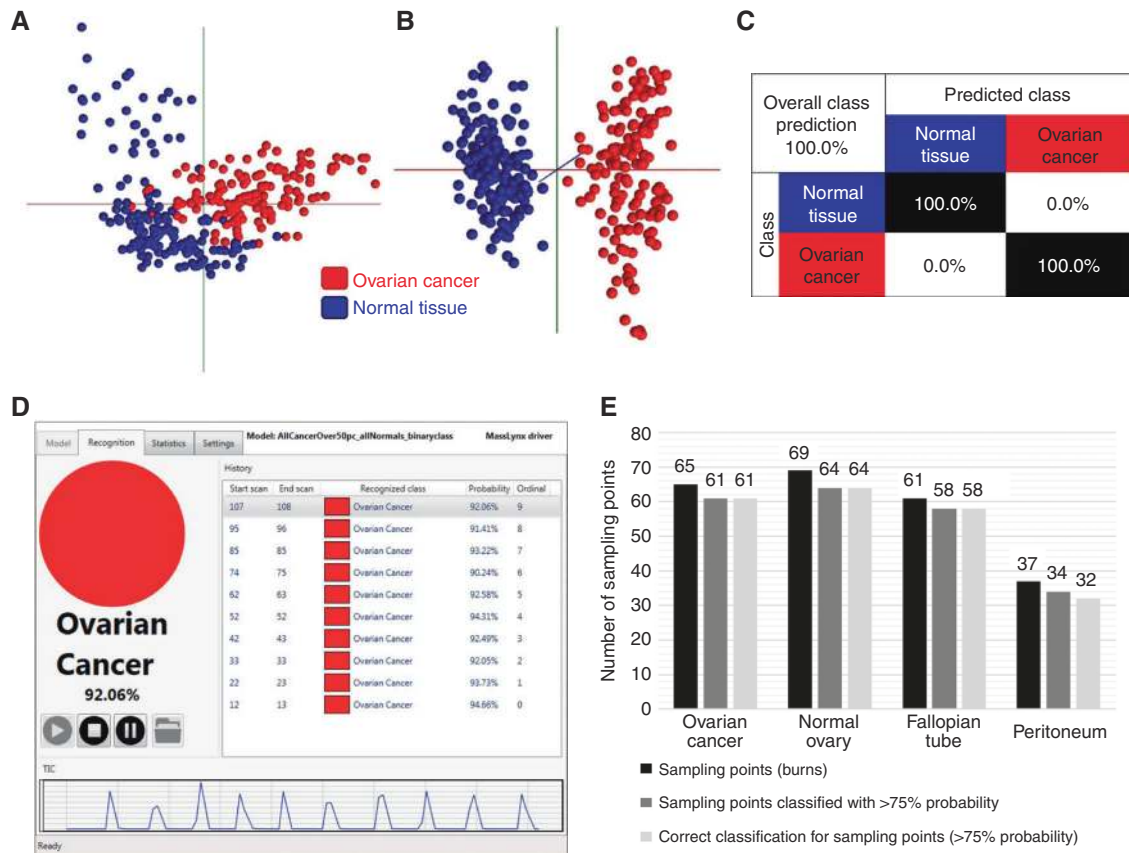 A
B
C
Ovarian cancer
Normal tissue
Overall class prediction 100.0%
Predicted class
Normal tissue
Ovarian cancer
Class
Normal tissue
100.0%
0.0%
Ovarian cancer
0.0%
100.0%
D
Model Recognition Statistics Settings Model: AllCancerOver50pc_allNormals_binaryclass MassLynx driver
History
Start scan End scan Recognized class Probability Ordinal
107 108 Ovarian Cancer 92.06% 9
95 96 Ovarian Cancer 91.41% 8
85 85 Ovarian Cancer 93.22% 7
74 75 Ovarian Cancer 90.24% 6
62 63 Ovarian Cancer 92.58% 5
52 52 Ovarian Cancer 94.31% 4
42 43 Ovarian Cancer 92.49% 3
33 33 Ovarian Cancer 92.05% 2
22 23 Ovarian Cancer 93.73% 1
12 13 Ovarian Cancer 94.66% 0
Ovarian
Cancer
92.06%
TIC
Ready
E
Number of sampling points
80
70
60
50
40
30
20
10
0
65 61 61
69 64 64
61 58 58
37 34 32
Ovarian cancer
Normal ovary
Fallopian tube
Peritoneum
Sampling points (burns)
Sampling points classified with >75% probability
Correct classification for sampling points (>75% probability)